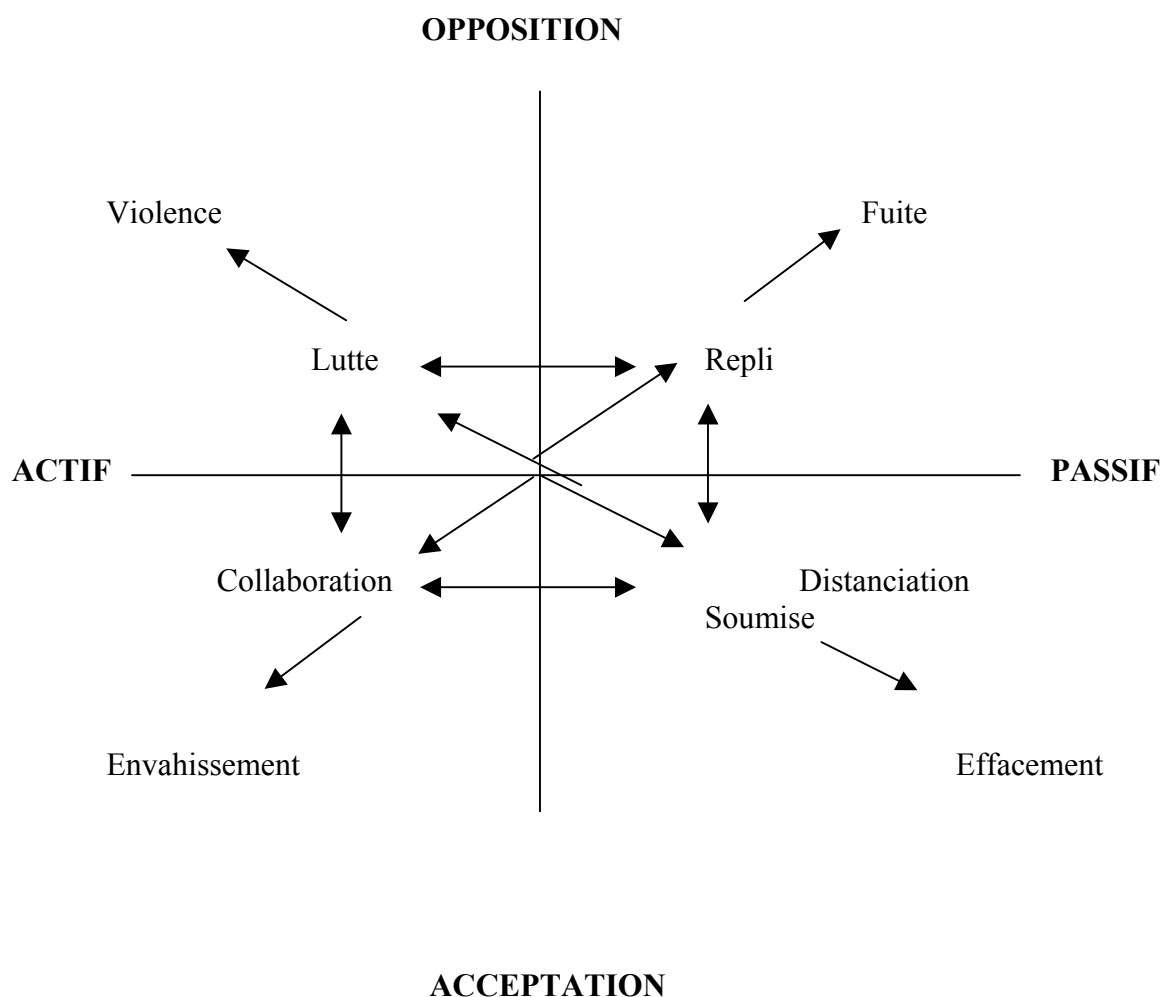 OPPOSITION
Violence Fuite
Lutte Repli
ACTIF PASSIF
Collaboration Distanciation
Soumise
Envahissement Effacement
ACCEPTATION